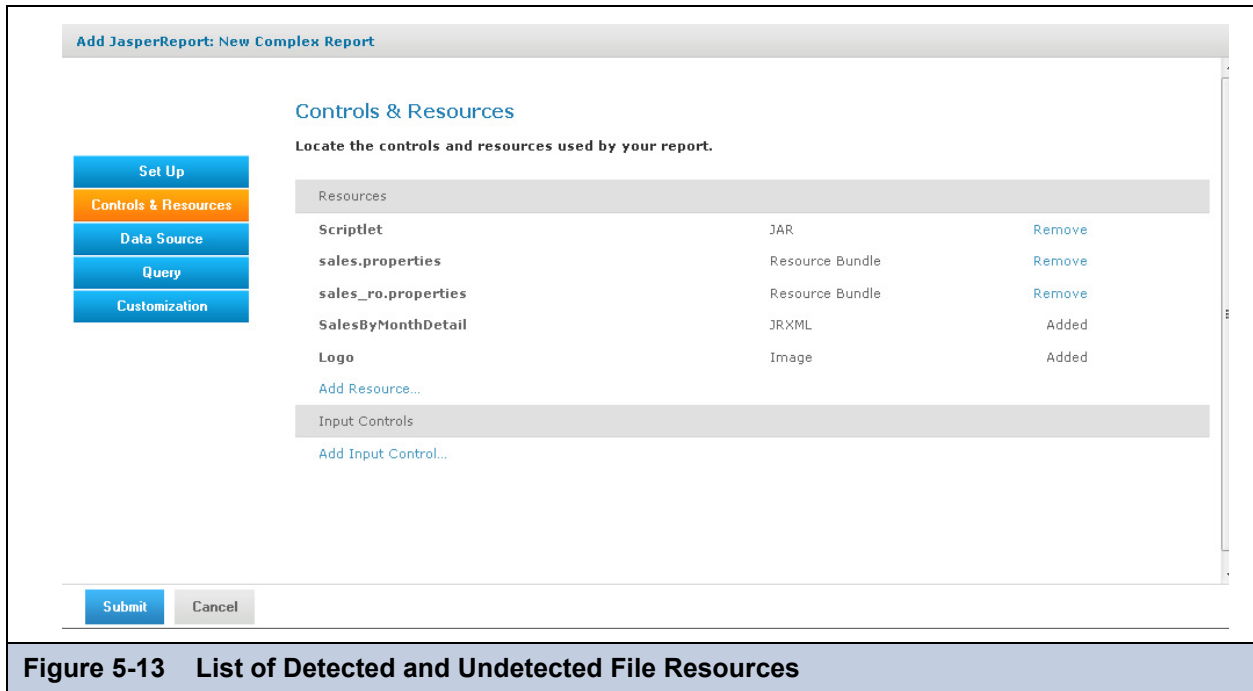 Add JasperReport: New Complex Report
Controls & Resources
Locate the controls and resources used by your report.
Set Up
Controls & Resources
Data Source
Query
Customization
Resources
Scriptlet JAR Remove
sales.properties Resource Bundle Remove
sales_ro.properties Resource Bundle Remove
SalesByMonthDetail JRXML Added
Logo Image Added
Add Resource...
Input Controls
Add Input Control...
Submit Cancel
Figure 5-13 List of Detected and Undetected File Resources